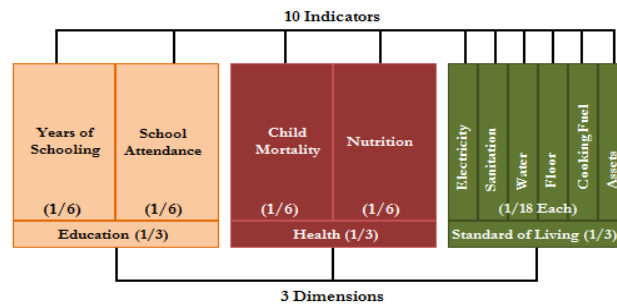 10 Indicators
Years of
Schooling
(1/6)
School
Attendance
(1/6)
Education (1/3)
Child
Mortality
(1/6)
Nutrition
(1/6)
Health (1/3)
Electricity
Sanitation
Water
Floor
Cooking Fuel
Assets
(1/18 Each)
Standard of Living (1/3)
3 Dimensions